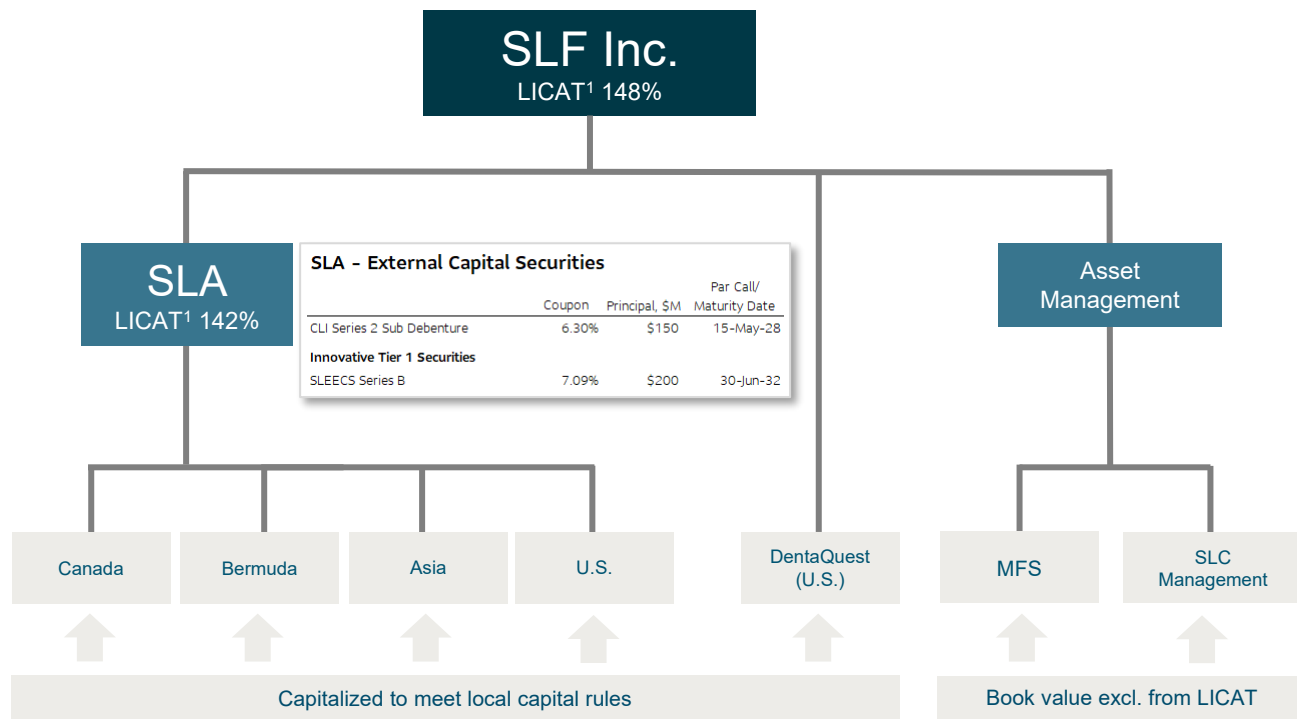 SLF Inc.
LICAT¹ 148%
SLA
LICAT¹ 142%
SLA – External Capital Securities
Par Call/
Coupon Principal, $M Maturity Date
CLI Series 2 Sub Debenture 6.30% $150 15-May-28
Innovative Tier 1 Securities
SLEECS Series B 7.09% $200 30-Jun-32
Asset
Management
Canada
Bermuda
Asia
U.S.
DentaQuest
(U.S.)
MFS
SLC
Management
Capitalized to meet local capital rules
Book value excl. from LICAT